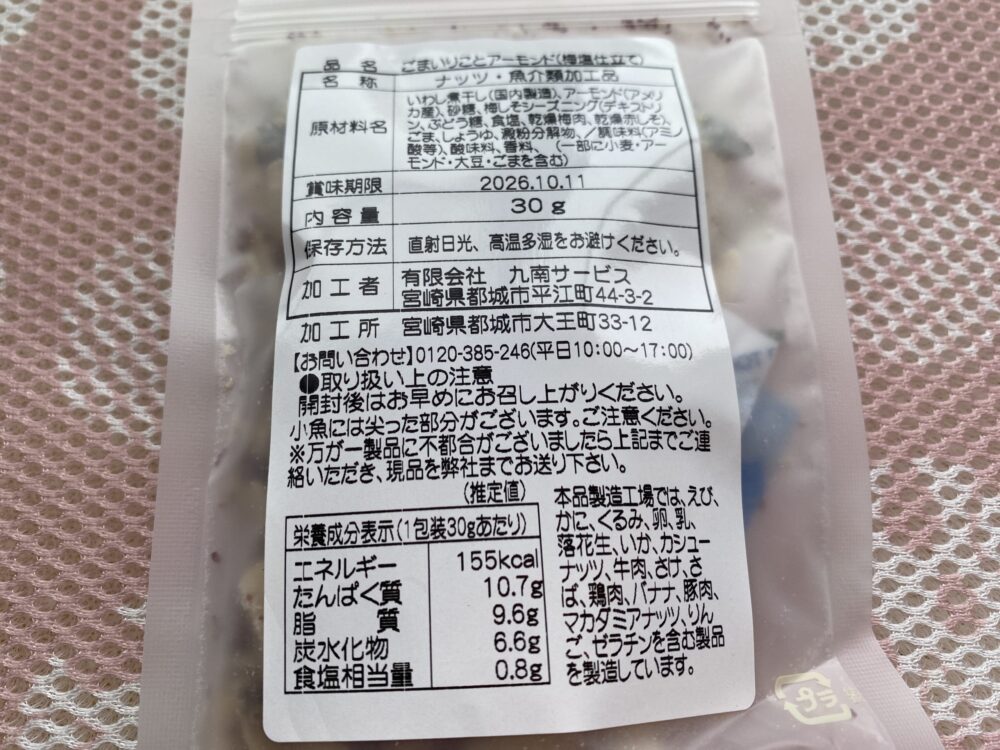 品名 ごまいりことアーモンド(梅塩仕立て)
名称 ナッツ・魚介類加工品
原材料名 いわし煮干し(国内製造)、アーモンド(アメリ
カ産)、砂糖、梅しそシーズニング(デキストリ
ン、ぶどう糖、食塩、乾燥梅肉、乾燥赤しそ)、
ごま、しょうゆ、澱粉分解物、/調味料(アミノ
酸等)、酸味料、香料、(一部に小麦・アー
モンド・大豆・ごまを含む)
賞味期限 2026.10.11
内容量 30g
保存方法 直射日光、高温多湿をお避けください。
加工者 有限会社 九南サービス
宮崎県都城市平江町44-3-2
加工所 宮崎県都城市大王町33-12
【お問い合わせ】0120-385-246(平日10:00~17:00)
●取り扱い上の注意
開封後はお早めにお召し上がりください。
小魚には尖った部分がございます。ご注意ください。
※万が一製品に不都合がございましたら上記までご連
絡いただき、現品を弊社までお送り下さい。
(推定値)
栄養成分表示(1包装30gあたり)
エネルギー 155kcal
たんぱく質 10.7g
脂質 9.6g
炭水化物 6.6g
食塩相当量 0.8g
本品製造工場では、えび、
かに、くるみ、卵、乳、
落花生、いか、カシュー
ナッツ、牛肉、さけ、さ
ば、鶏肉、バナナ、豚肉、
マカダミアナッツ、りん
ご、ゼラチンを含む製品
を製造しています。
プラ